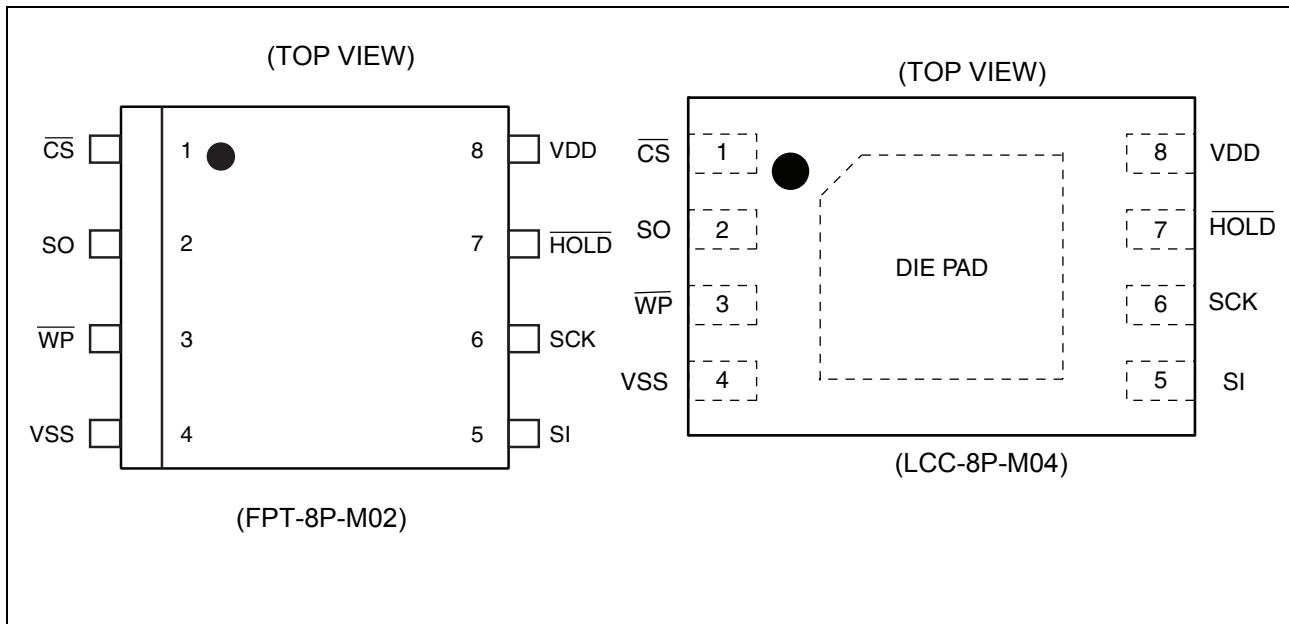 (TOP VIEW)
CS 1 8 VDD
SO 2 7 HOLD
WP 3 6 SCK
VSS 4 5 SI
(FPT-8P-M02)
(TOP VIEW)
CS 1 8 VDD
SO 2 7 HOLD
DIE PAD
WP 3 6 SCK
VSS 4 5 SI
(LCC-8P-M04)